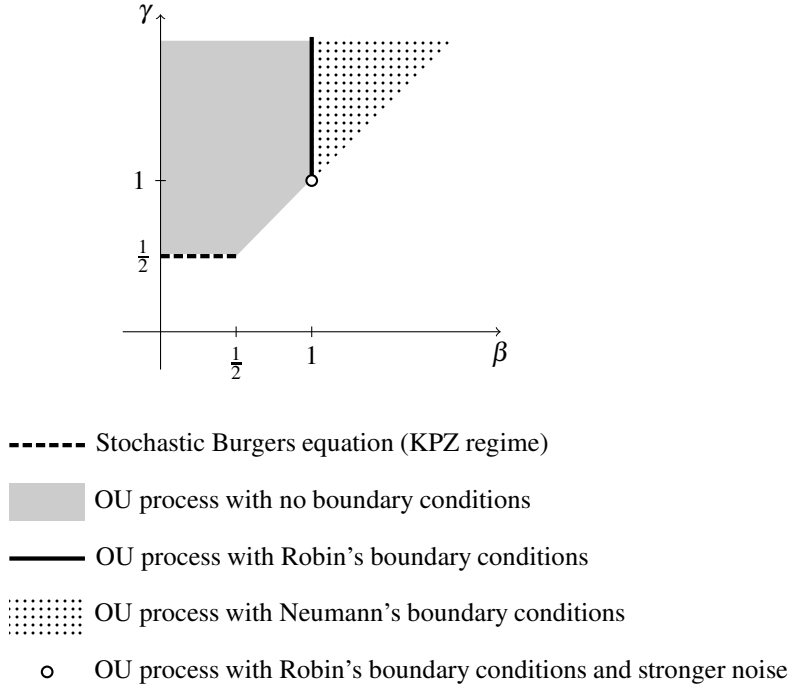 γ
1
1/2
1/2
1
β
Stochastic Burgers equation (KPZ regime)
OU process with no boundary conditions
OU process with Robin's boundary conditions
OU process with Neumann's boundary conditions
OU process with Robin's boundary conditions and stronger noise